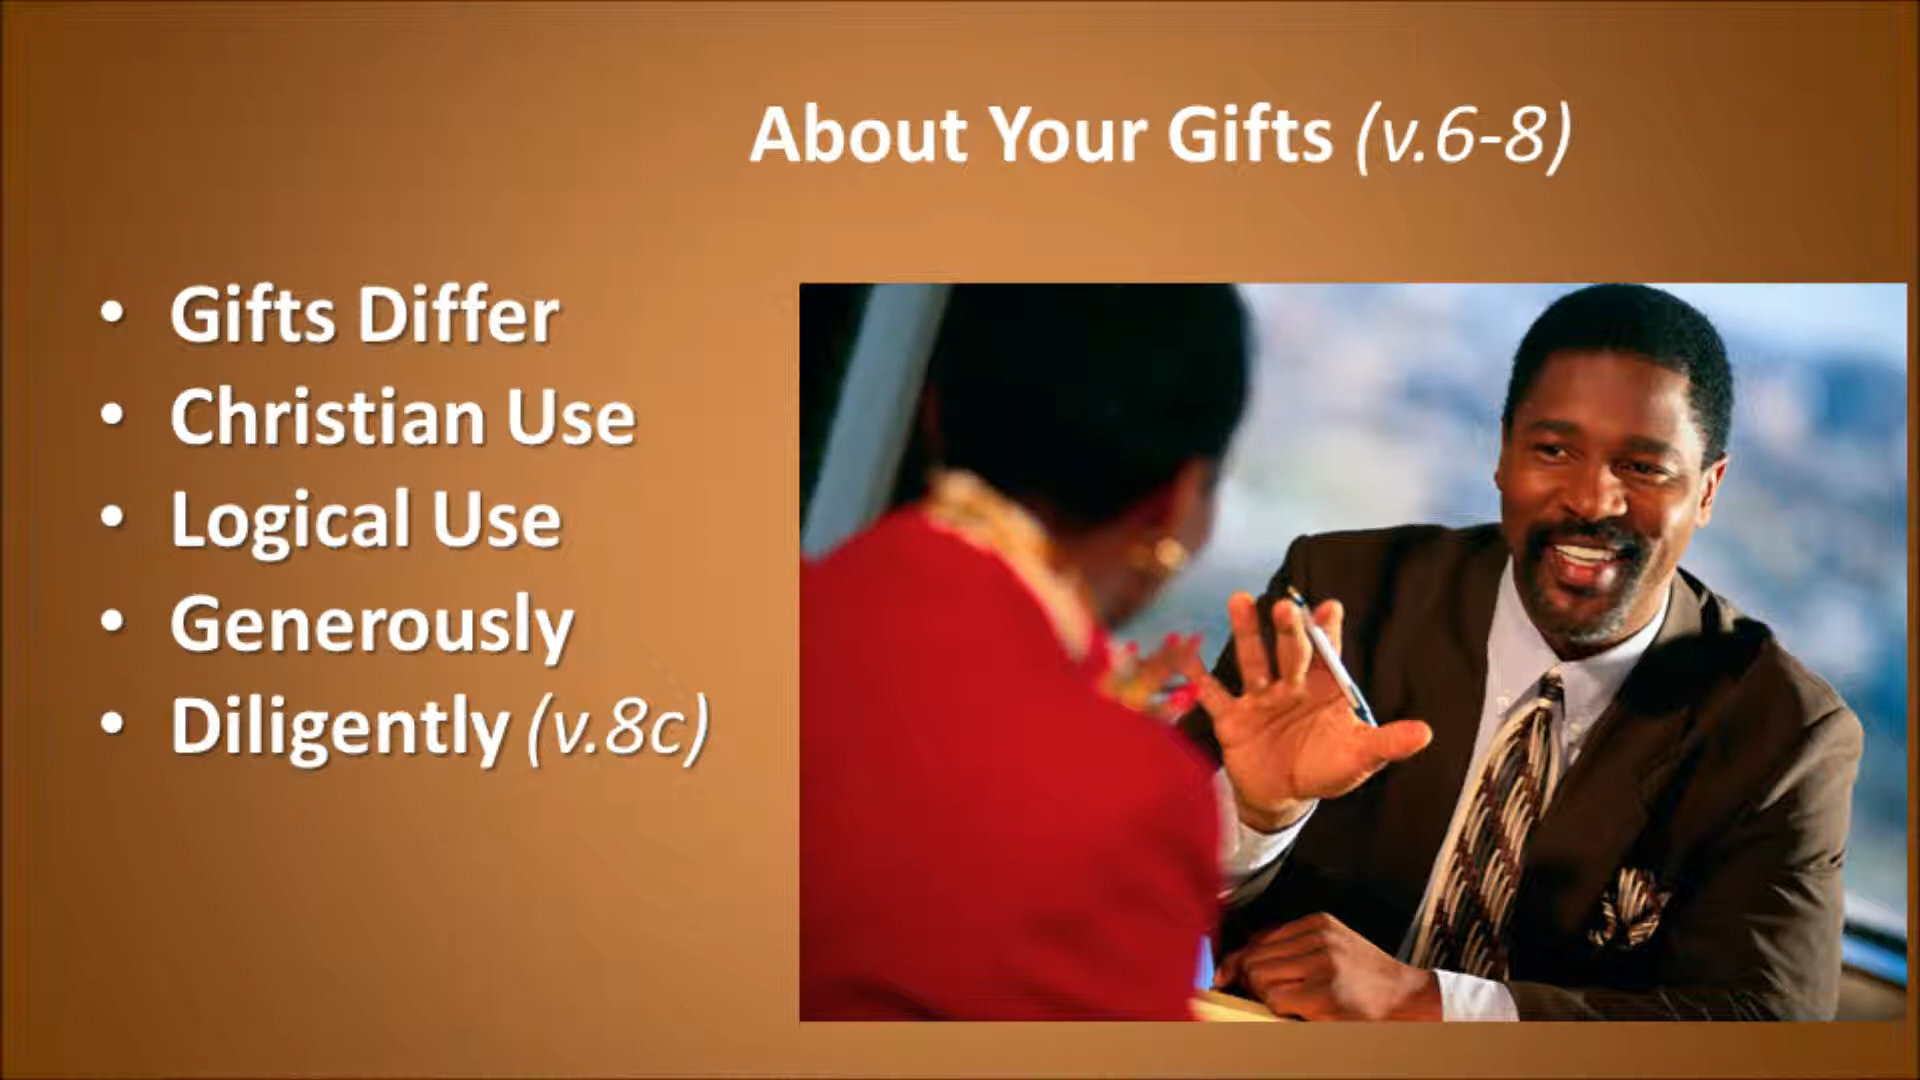 About Your Gifts (v.6-8)
• Gifts Differ
• Christian Use
• Logical Use
• Generously
• Diligently (v.8c)